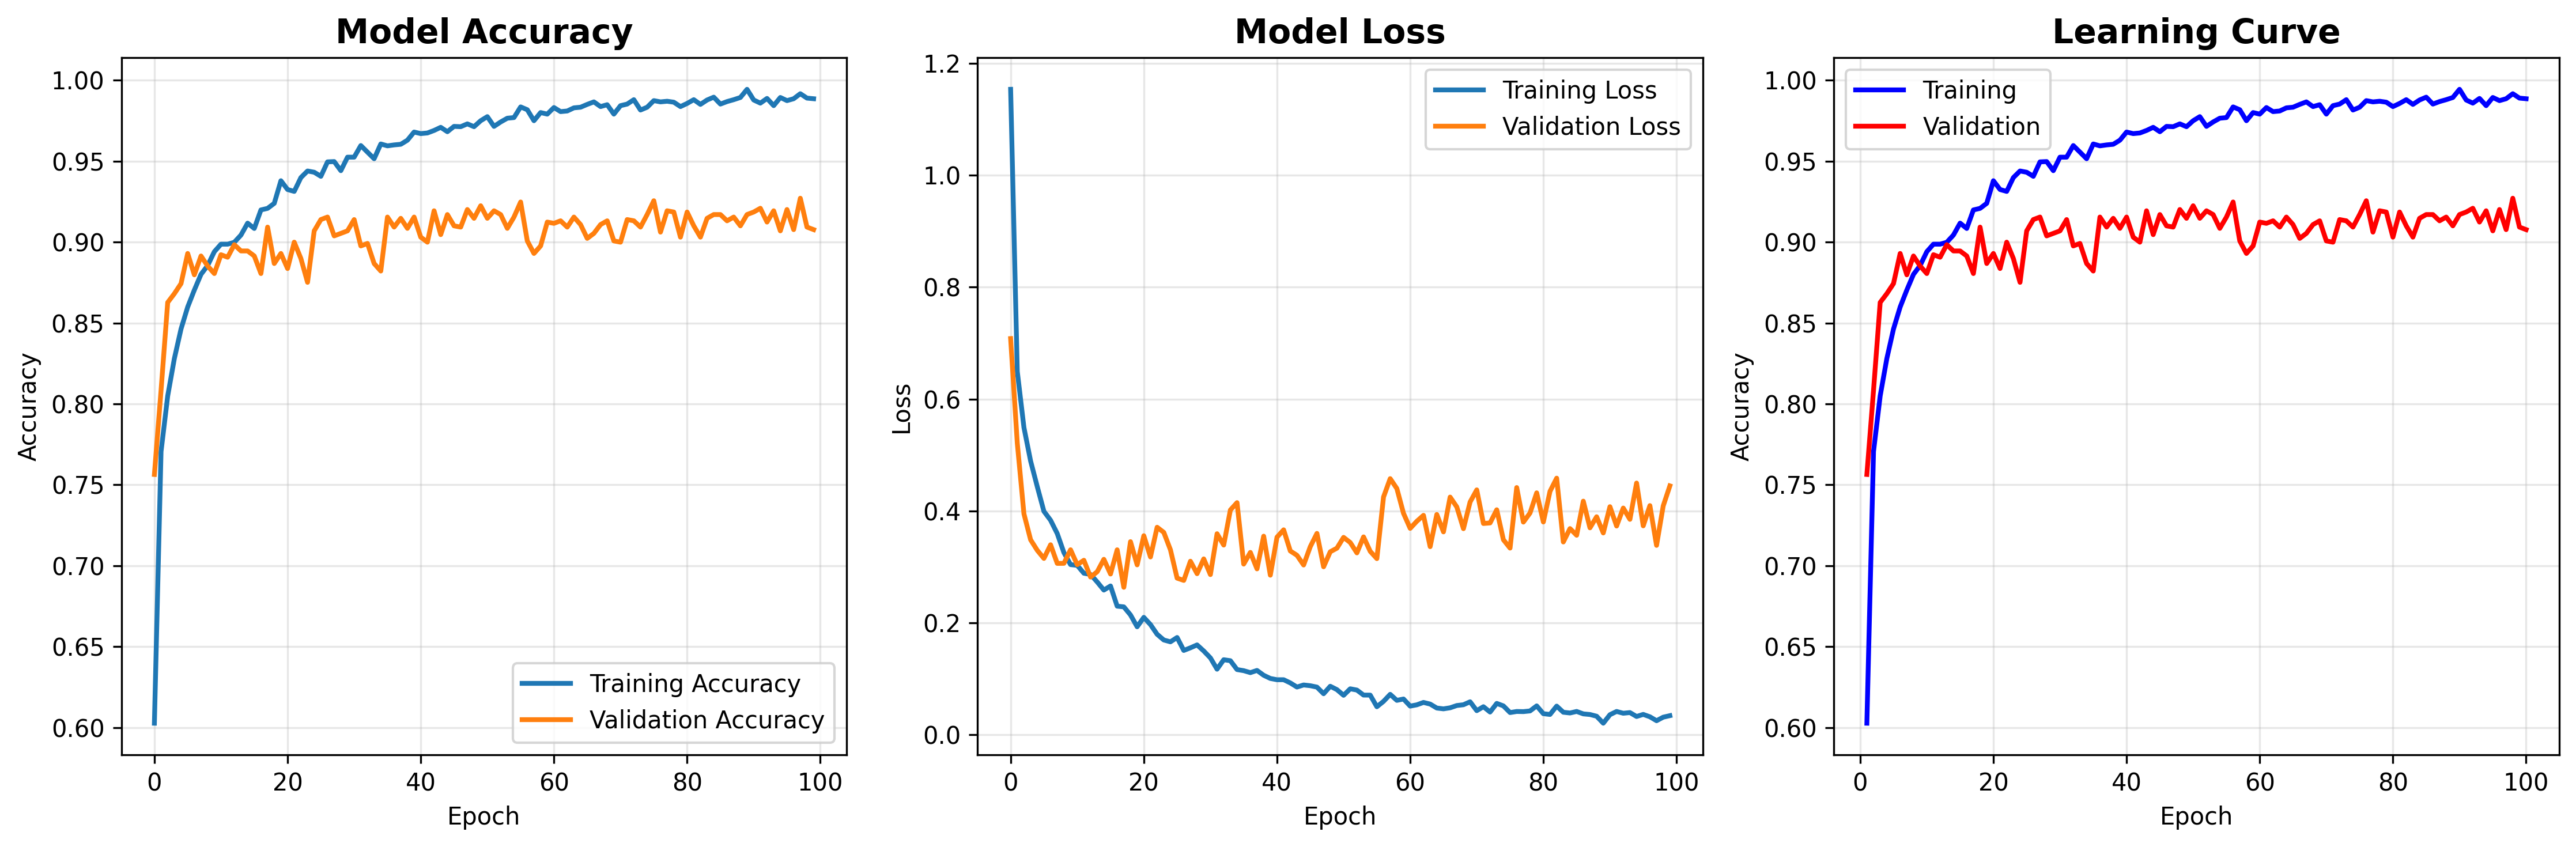 Model Accuracy
1.00
0.95
0.90
0.85
0.80
0.75
0.70
0.65
0.60
Accuracy
Training Accuracy
Validation Accuracy
0 20 40 60 80 100
Epoch
Model Loss
1.2
1.0
0.8
0.6
0.4
0.2
0.0
Loss
Training Loss
Validation Loss
0 20 40 60 80 100
Epoch
Learning Curve
1.00
0.95
0.90
0.85
0.80
0.75
0.70
0.65
0.60
Accuracy
Training
Validation
0 20 40 60 80 100
Epoch